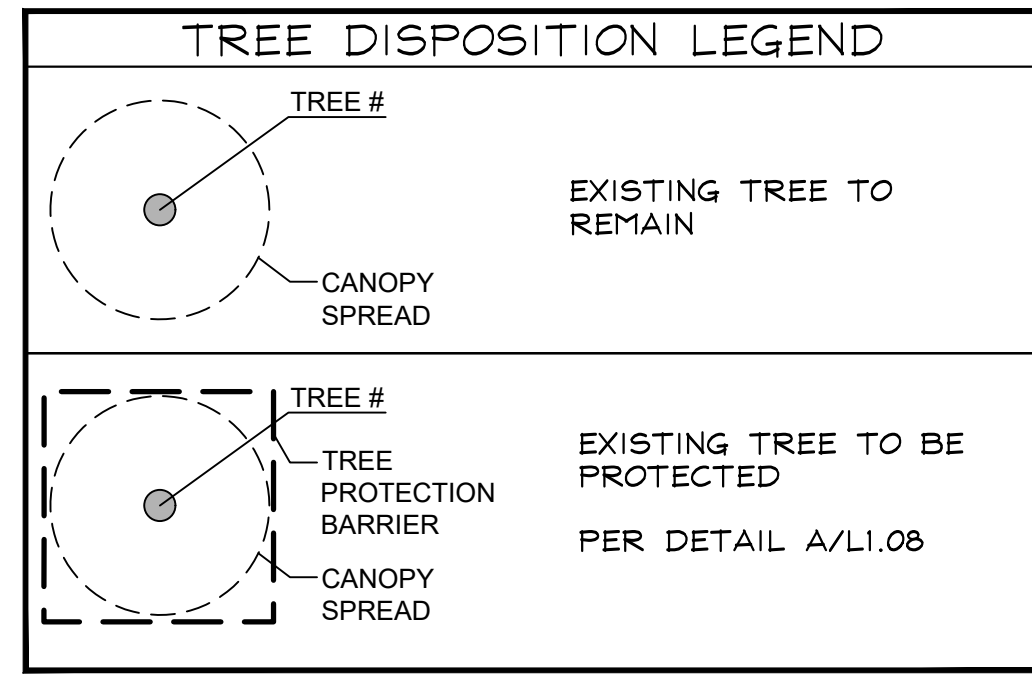 TREE DISPOSITION LEGEND
TREE #
CANOPY
SPREAD
EXISTING TREE TO
REMAIN
TREE #
TREE
PROTECTION
BARRIER
CANOPY
SPREAD
EXISTING TREE TO BE
PROTECTED
PER DETAIL A/L1.08